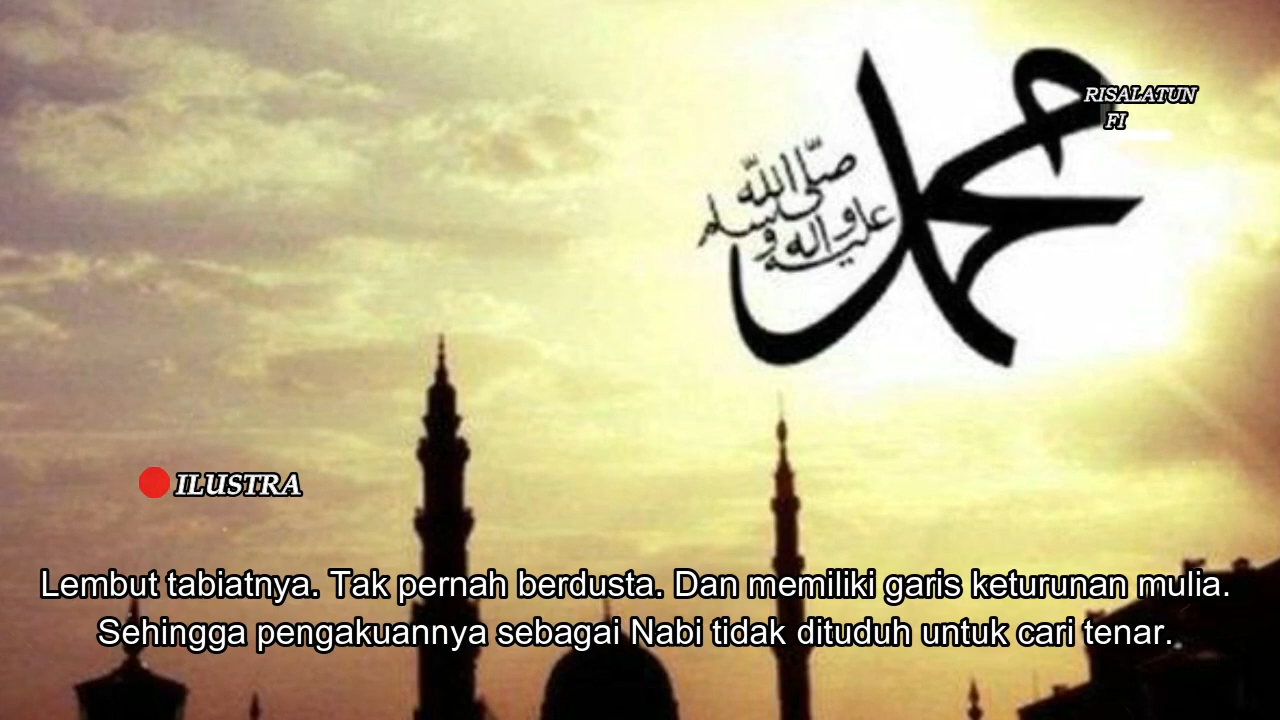 محمد
صلى الله
عليه واله
وسلم
RISALATUN
FI
ILUSTRA
Lembut tabiatnya. Tak pernah berdusta. Dan memiliki garis keturunan mulia.
Sehingga pengakuannya sebagai Nabi tidak dituduh untuk cari tenar.